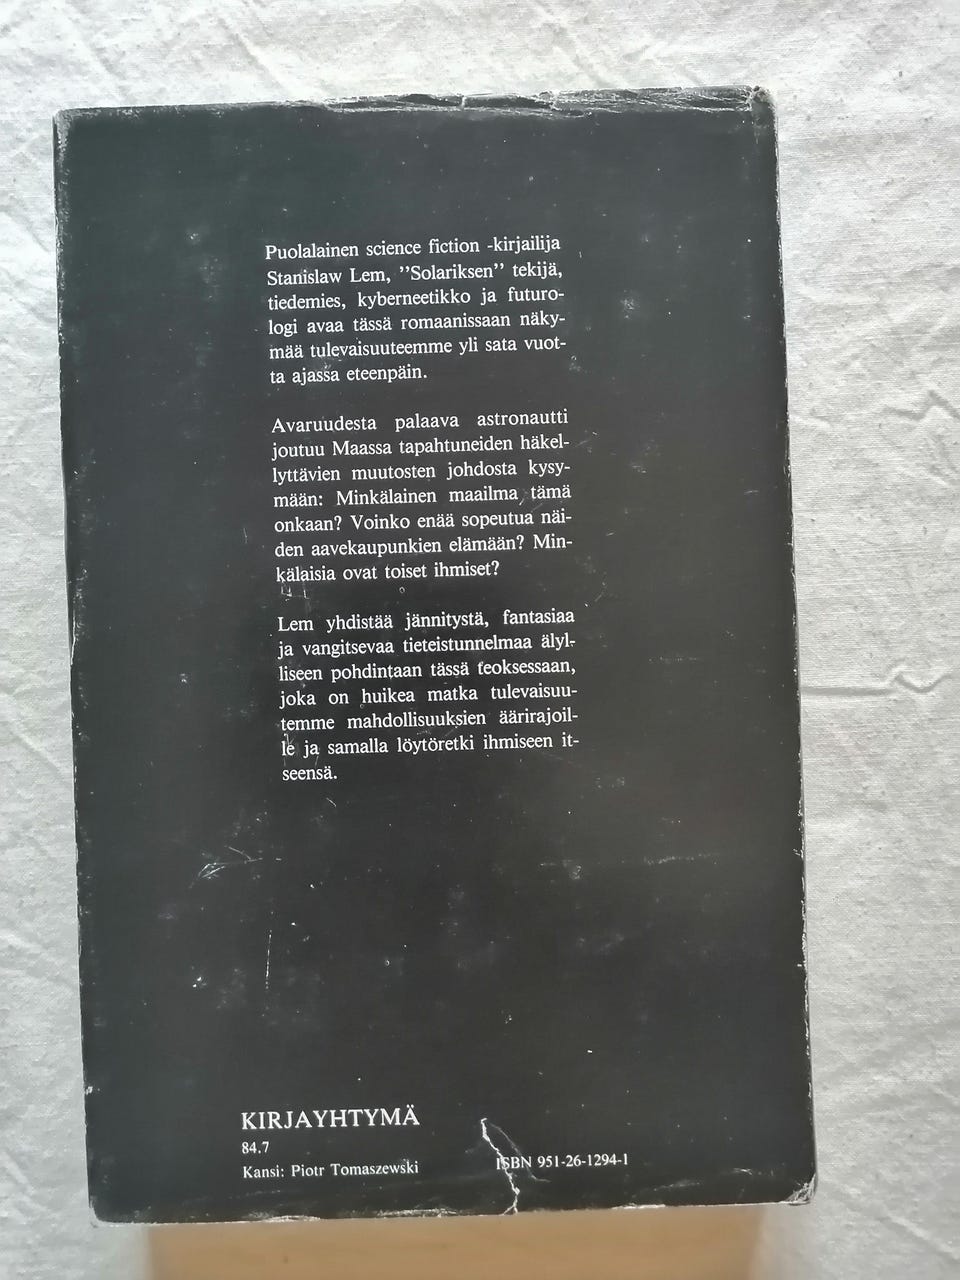 Puolalainen science fiction -kirjailija
Stanislaw Lem, ”Solariksen” tekijä,
tiedemies, kyberneetikko ja futuro-
logi avaa tässä romaanissaan näky-
mää tulevaisuuteemme yli sata vuot-
ta ajassa eteenpäin.
Avaruudesta palaava astronautti
joutuu Maassa tapahtuneiden häkel-
lyttävien muutosten johdosta kysy-
mään: Minkälainen maailma tämä
onkaan? Voinko enää sopeutua näi-
den aavekaupunkien elämään? Min-
kälaisia ovat toiset ihmiset?
Lem yhdistää jännitystä, fantasiaa
ja vangitsevaa tieteistunnelmaa älyl-
liseen pohdintaan tässä teoksessaan,
joka on huikea matka tulevaisuu-
temme mahdollisuuksien äärirajoil-
le ja samalla löytöretki ihmiseen it-
seensä.
KIRJAYHTYMÄ
84.7
Kansi: Piotr Tomaszewski
ISBN 951-26-1294-1